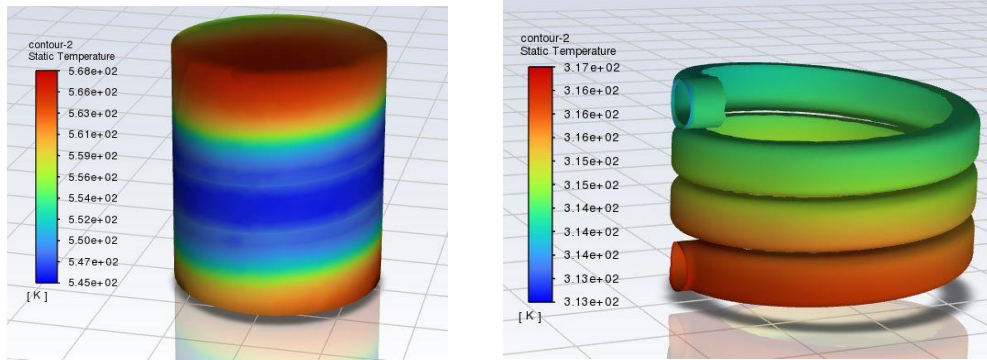 contour-2
Static Temperature
5.68e+02
5.66e+02
5.63e+02
5.61e+02
5.59e+02
5.56e+02
5.54e+02
5.52e+02
5.50e+02
5.47e+02
5.45e+02
[ K ]
contour-2
Static Temperature
3.17e+02
3.16e+02
3.16e+02
3.16e+02
3.15e+02
3.15e+02
3.14e+02
3.14e+02
3.14e+02
3.13e+02
3.13e+02
[ K ]